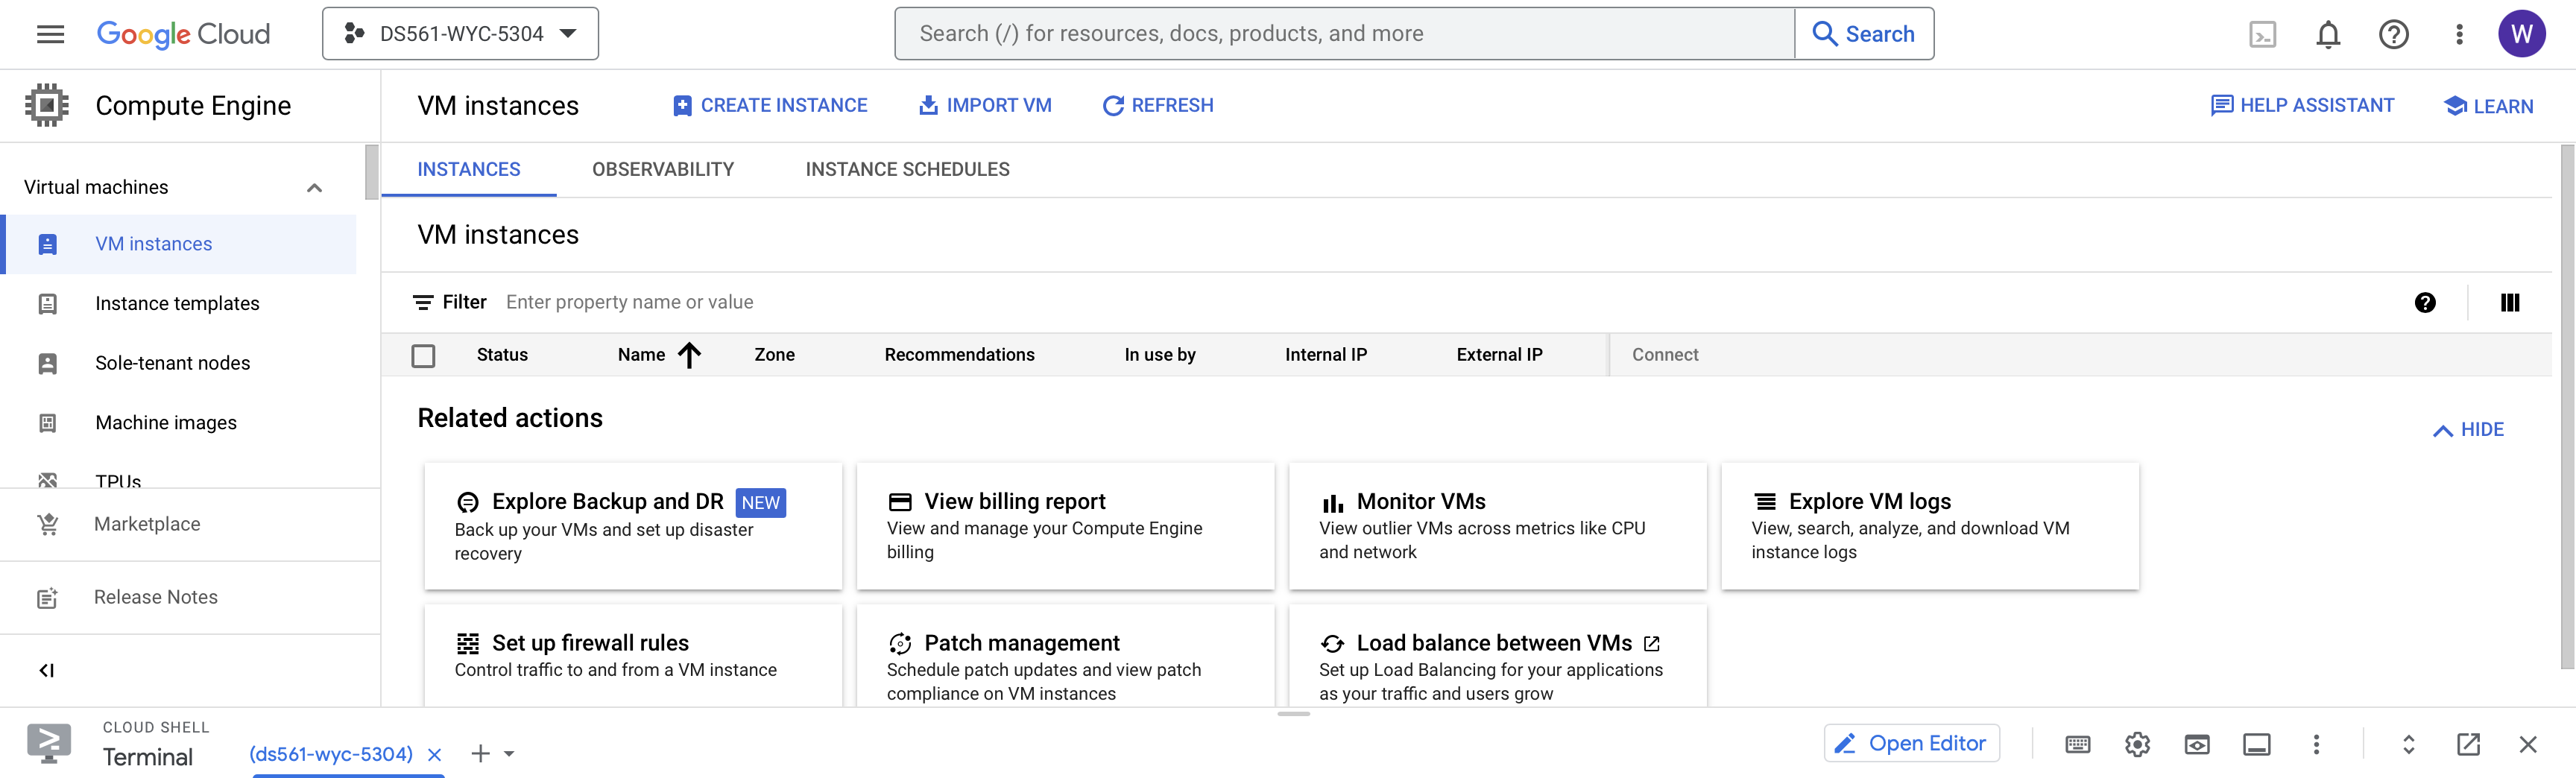 Google Cloud
DS561-WYC-5304
Search (/) for resources, docs, products, and more
Search
W
Compute Engine
VM instances
CREATE INSTANCE
IMPORT VM
REFRESH
HELP ASSISTANT
LEARN
Virtual machines
VM instances
Instance templates
Sole-tenant nodes
Machine images
TPUs
Marketplace
Release Notes
INSTANCES
OBSERVABILITY
INSTANCE SCHEDULES
VM instances
Filter
Enter property name or value
Status
Name
Zone
Recommendations
In use by
Internal IP
External IP
Connect
Related actions
HIDE
Explore Backup and DR
NEW
Back up your VMs and set up disaster
recovery
View billing report
View and manage your Compute Engine
billing
Monitor VMs
View outlier VMs across metrics like CPU
and network
Explore VM logs
View, search, analyze, and download VM
instance logs
Set up firewall rules
Control traffic to and from a VM instance
Patch management
Schedule patch updates and view patch
compliance on VM instances
Load balance between VMs
Set up Load Balancing for your applications
as your traffic and users grow
CLOUD SHELL
Terminal
(ds561-wyc-5304)
Open Editor